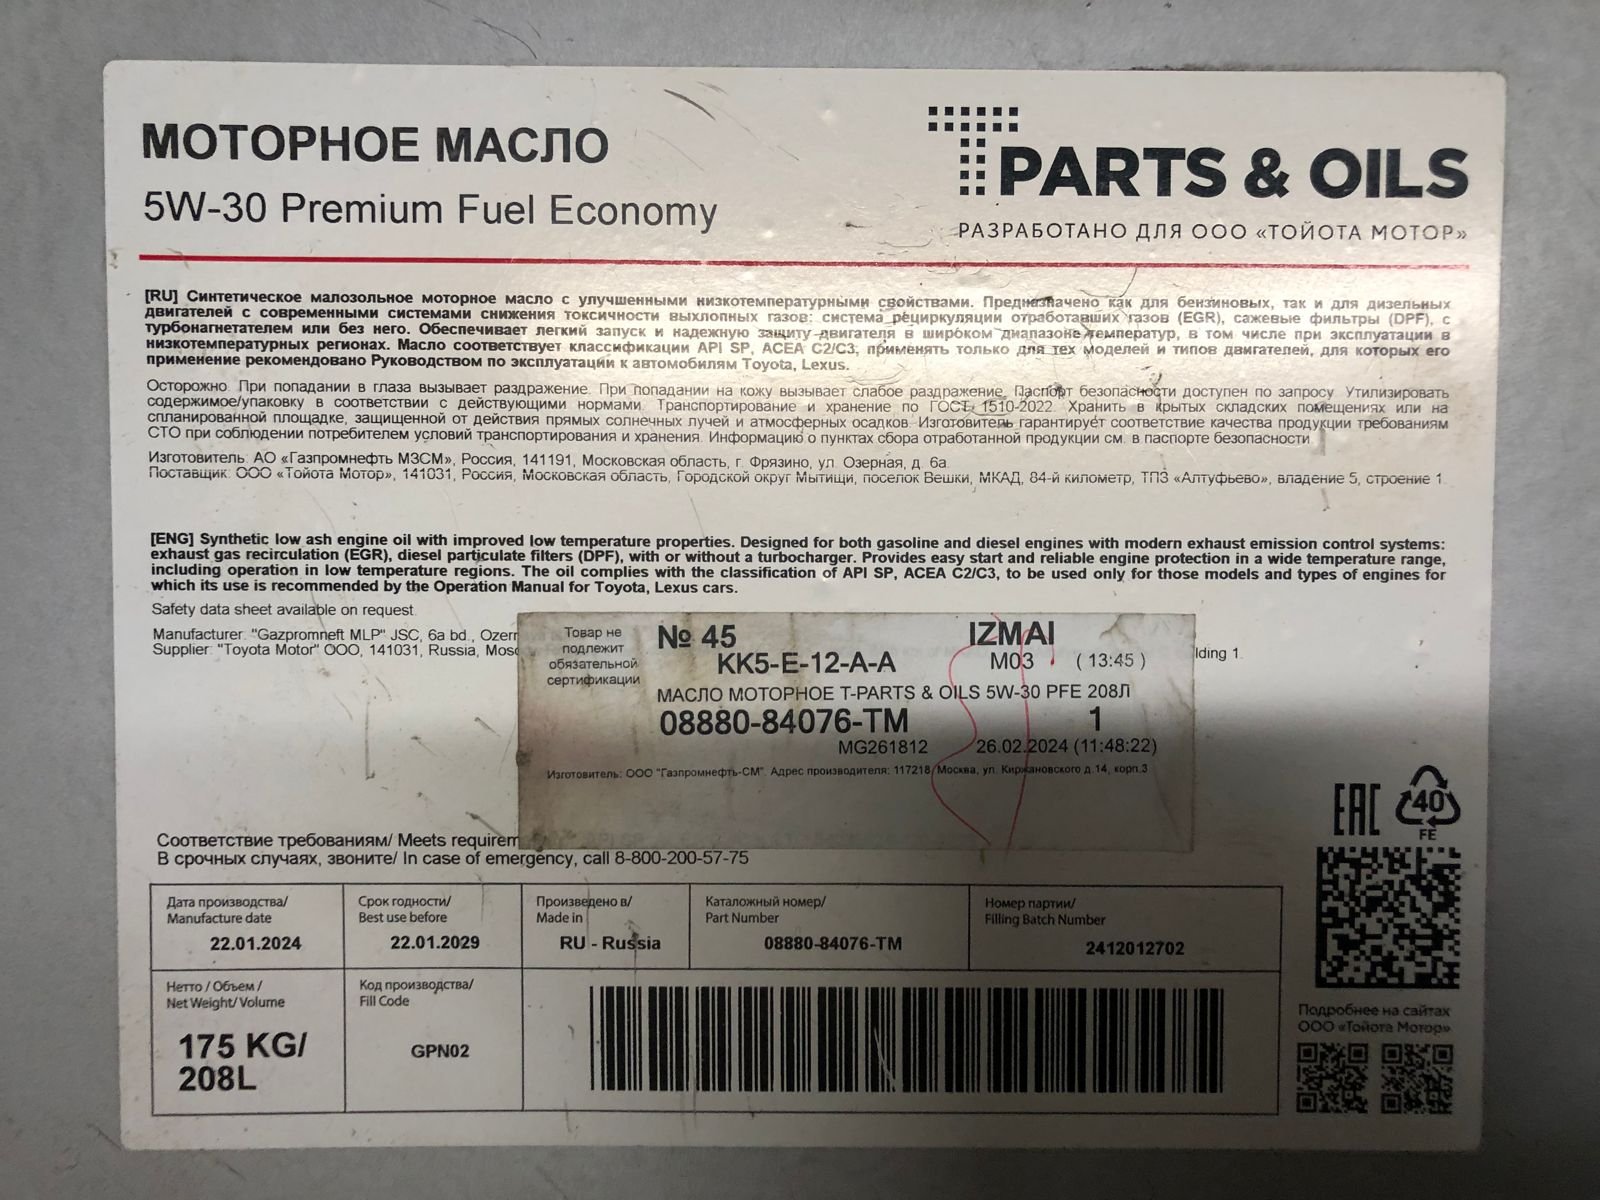 МОТОРНОЕ МАСЛО
5W-30 Premium Fuel Economy
PARTS & OILS
РАЗРАБОТАНО ДЛЯ ООО «ТОЙОТА МОТОР»
[RU] Синтетическое малозольное моторное масло с улучшенными низкотемпературными свойствами. Предназначено как для бензиновых, так и для дизельных
двигателей с современными системами снижения токсичности выхлопных газов: система рециркуляции отработавших газов (EGR), сажевые фильтры (DPF), с
турбонагнетателем или без него. Обеспечивает легкий запуск и надежную защиту двигателя в широком диапазоне температур, в том числе при эксплуатации в
низкотемпературных регионах. Масло соответствует классификации API SP, ACEA C2/C3, применять только для тех моделей и типов двигателей, для которых его
применение рекомендовано Руководством по эксплуатации к автомобилям Toyota, Lexus.
Осторожно. При попадании в глаза вызывает раздражение. При попадании на кожу вызывает слабое раздражение. Паспорт безопасности доступен по запросу. Утилизировать
содержимое/упаковку в соответствии с действующими нормами. Транспортирование и хранение по ГОСТ 1510-2022. Хранить в крытых складских помещениях или на
спланированной площадке, защищенной от действия прямых солнечных лучей и атмосферных осадков. Изготовитель гарантирует соответствие качества продукции требованиям
СТО при соблюдении потребителем условий транспортирования и хранения. Информацию о пунктах сбора отработанной продукции см. в паспорте безопасности.
Изготовитель: АО «Газпромнефть МЗСМ», Россия, 141191, Московская область, г. Фрязино, ул. Озерная, д. 6а.
Поставщик: ООО «Тойота Мотор», 141031, Россия, Московская область, Городской округ Мытищи, поселок Вешки, МКАД, 84-й километр, ТПЗ «Алтуфьево», владение 5, строение 1.
[ENG] Synthetic low ash engine oil with improved low temperature properties. Designed for both gasoline and diesel engines with modern exhaust emission control systems:
exhaust gas recirculation (EGR), diesel particulate filters (DPF), with or without a turbocharger. Provides easy start and reliable engine protection in a wide temperature range,
including operation in low temperature regions. The oil complies with the classification of API SP, ACEA C2/C3, to be used only for those models and types of engines for
which its use is recommended by the Operation Manual for Toyota, Lexus cars.
Safety data sheet available on request.
Manufacturer: "Gazpromneft MLP" JSC, 6a bd., Ozern
Supplier: "Toyota Motor" OOO, 141031, Russia, Mosc
lding 1.
Товар не
подлежит
обязательной
сертификации
№ 45
IZMAI
KK5-E-12-A-A
M03
( 13:45 )
МАСЛО МОТОРНОЕ T-PARTS & OILS 5W-30 PFE 208Л
08880-84076-TM
1
MG261812
26.02.2024 (11:48:22)
Изготовитель: ООО "Газпромнефть-СМ". Адрес производителя: 117218, Москва, ул. Киржановского д.14, корп.3
Соответствие требованиям/ Meets requirem
В срочных случаях, звоните/ In case of emergency, call 8-800-200-57-75
EAC
40
FE
Дата производства/
Manufacture date
22.01.2024
Срок годности/
Best use before
22.01.2029
Произведено в/
Made in
RU - Russia
Каталожный номер/
Part Number
08880-84076-TM
Номер партии/
Filling Batch Number
2412012702
Нетто / Объем /
Net Weight/ Volume
175 KG/
208L
Код производства/
Fill Code
GPN02
Подробнее на сайтах
ООО «Тойота Мотор»